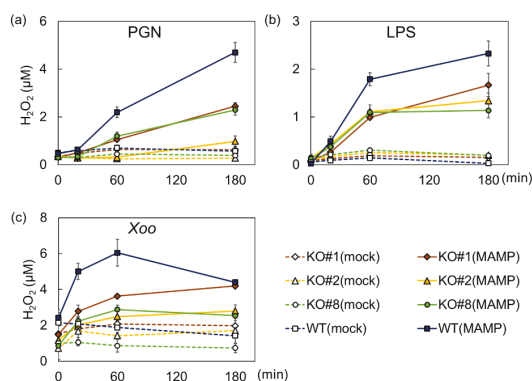 (a) PGN
H₂O₂ (μM)
6
4
2
0
0 60 120 180 (min)
(b) LPS
3
2
1
0
0 60 120 180 (min)
(c) Xoo
H₂O₂ (μM)
8
6
4
2
0
0 60 120 180 (min)
KO#1(mock) KO#1(MAMP)
KO#2(mock) KO#2(MAMP)
KO#8(mock) KO#8(MAMP)
WT(mock) WT(MAMP)